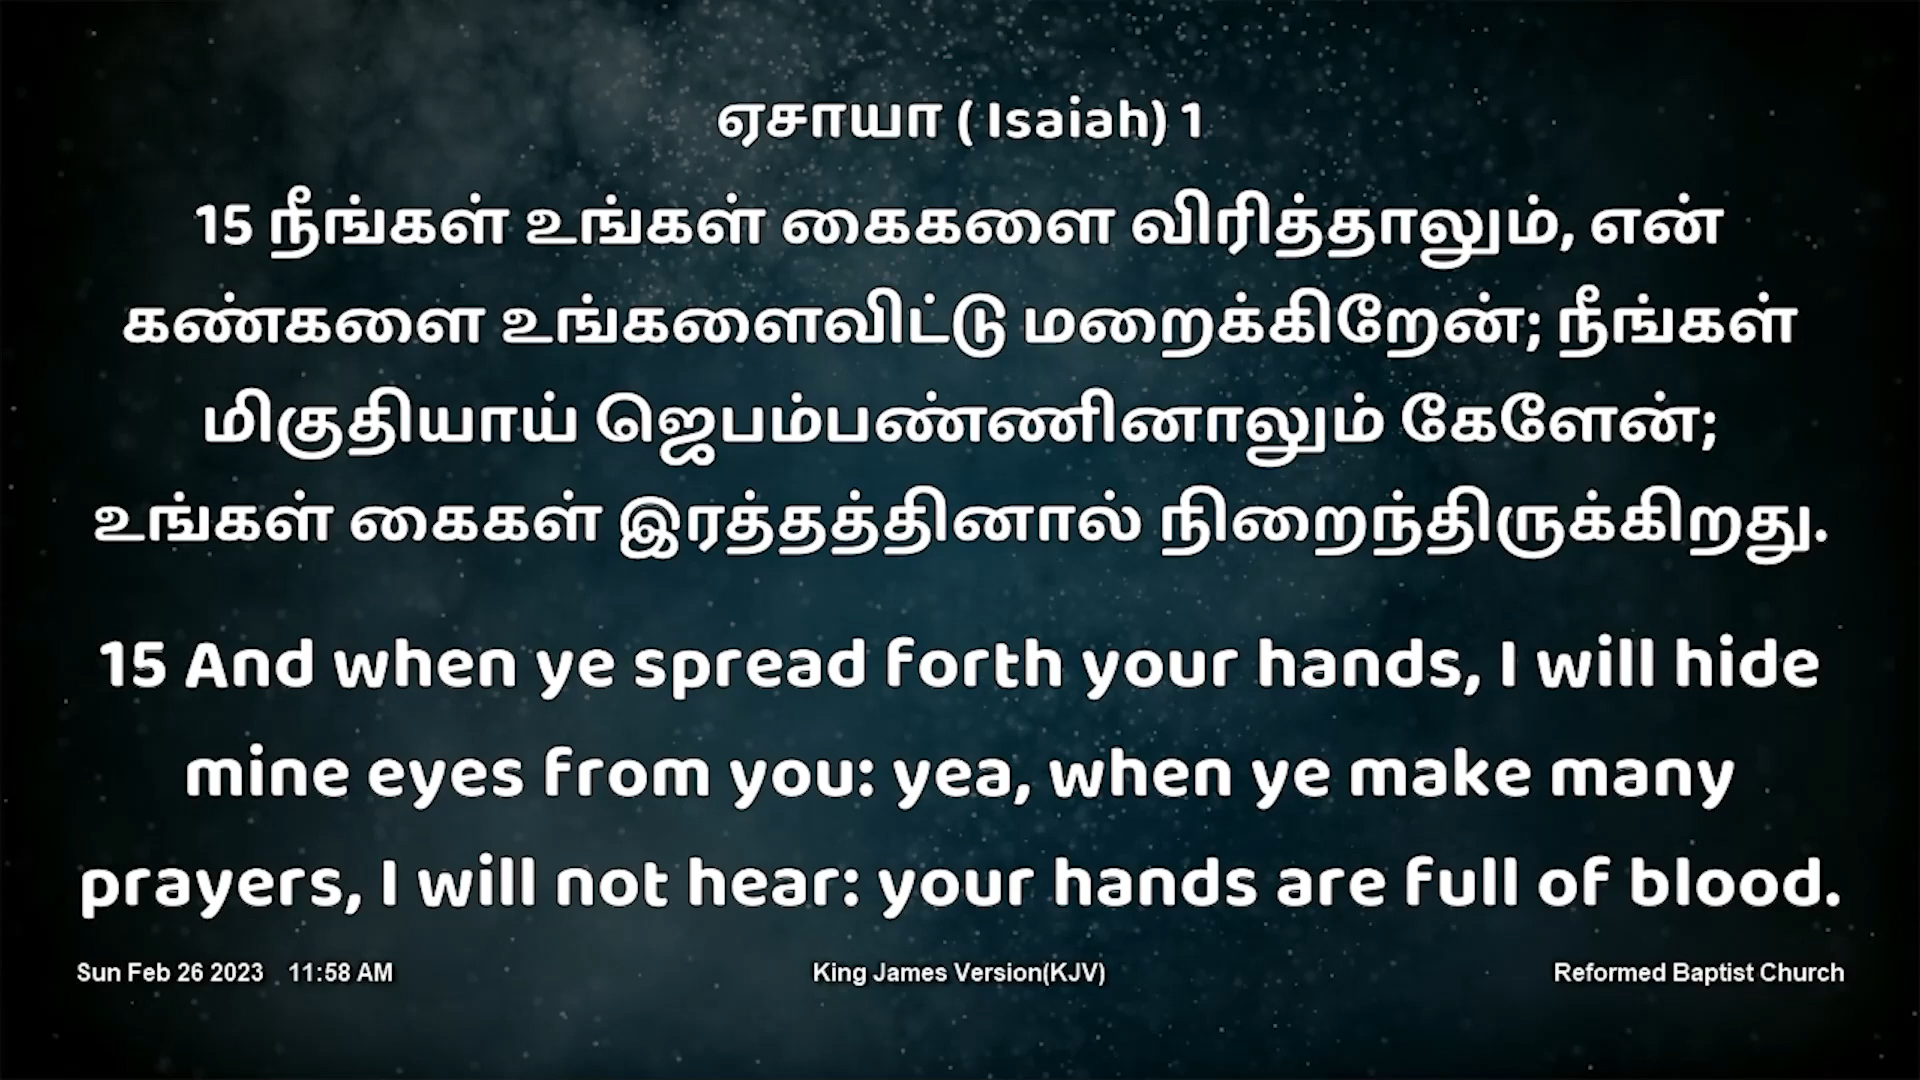 ஏசாயா ( Isaiah) 1
15 நீங்கள் உங்கள் கைகளை விரித்தாலும், என்
கண்களை உங்களைவிட்டு மறைக்கிறேன்; நீங்கள்
மிகுதியாய் ஜெபம்பண்ணினாலும் கேளேன்;
உங்கள் கைகள் இரத்தத்தினால் நிறைந்திருக்கிறது.
15 And when ye spread forth your hands, I will hide
mine eyes from you: yea, when ye make many
prayers, I will not hear: your hands are full of blood.
Sun Feb 26 2023 11:58 AM King James Version(KJV) Reformed Baptist Church